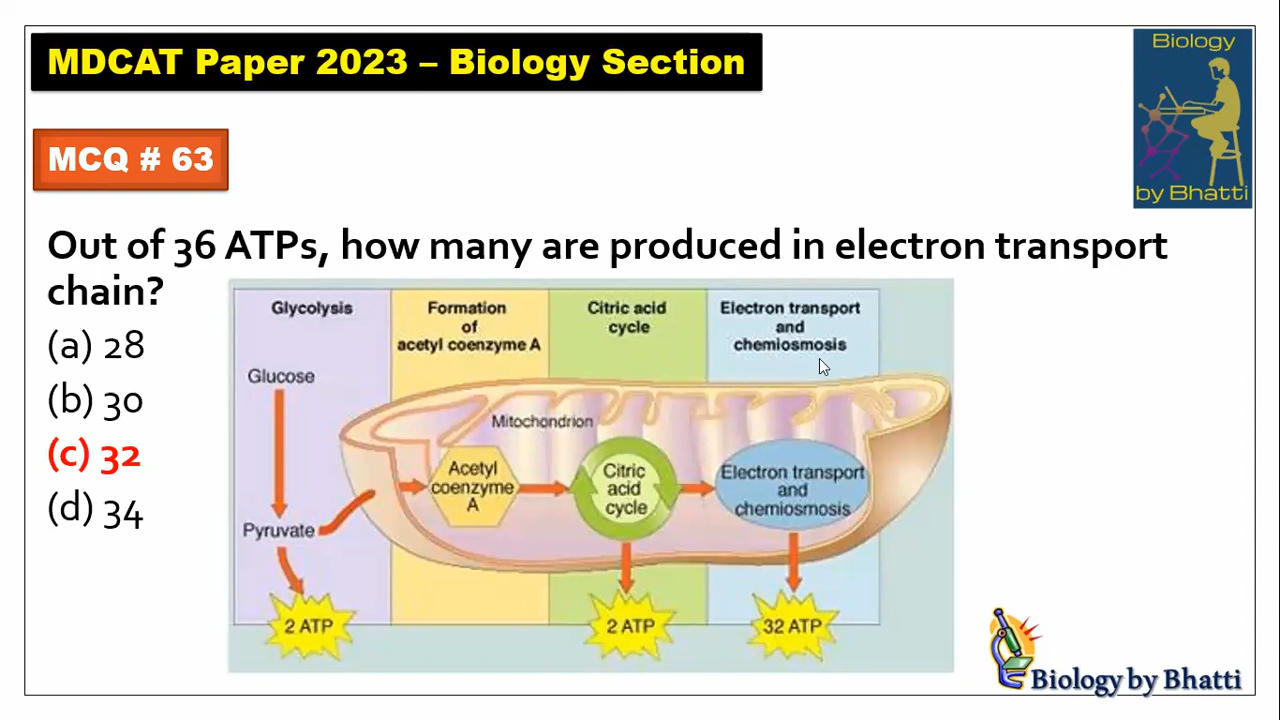 MDCAT Paper 2023 – Biology Section
Biology
by Bhatti
MCQ # 63
Out of 36 ATPs, how many are produced in electron transport
chain?
(a) 28
(b) 30
(c) 32
(d) 34
Glycolysis
Formation
of
acetyl coenzyme A
Citric acid
cycle
Electron transport
and
chemiosmosis
Glucose
Mitochondrion
Acetyl
coenzyme
A
Citric
acid
cycle
Electron transport
and
chemiosmosis
Pyruvate
2 ATP
2 ATP
32 ATP
Biology by Bhatti